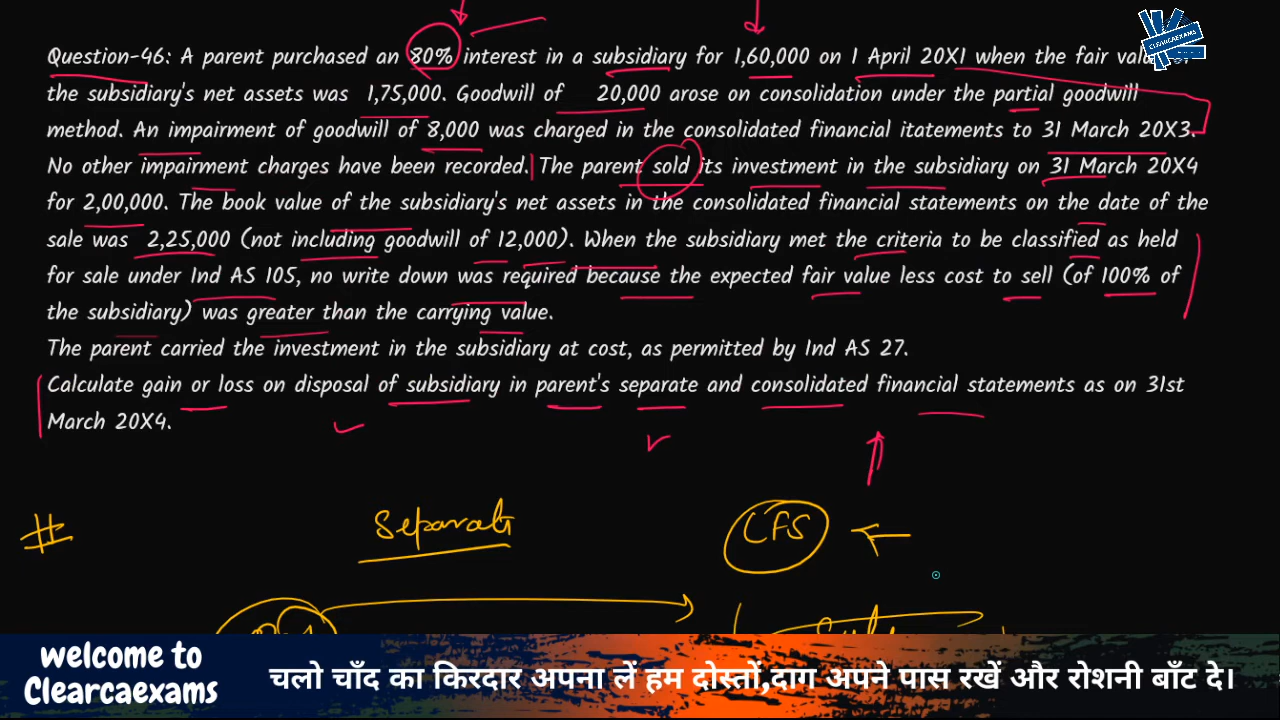 Question-46: A parent purchased an 80% interest in a subsidiary for 1,60,000 on 1 April 20X1 when the fair value of
the subsidiary's net assets was 1,75,000. Goodwill of 20,000 arose on consolidation under the partial goodwill
method. An impairment of goodwill of 8,000 was charged in the consolidated financial itatements to 31 March 20X3.
No other impairment charges have been recorded. The parent sold its investment in the subsidiary on 31 March 20X4
for 2,00,000. The book value of the subsidiary's net assets in the consolidated financial statements on the date of the
sale was 2,25,000 (not including goodwill of 12,000). When the subsidiary met the criteria to be classified as held
for sale under Ind AS 105, no write down was required because the expected fair value less cost to sell (of 100% of
the subsidiary) was greater than the carrying value.
The parent carried the investment in the subsidiary at cost, as permitted by Ind AS 27.
Calculate gain or loss on disposal of subsidiary in parent's separate and consolidated financial statements as on 31st
March 20X4.
# Separate CFS
welcome to
Clearcaexams
चलो चाँद का किरदार अपना लें हम दोस्तों,दाग अपने पास रखें और रोशनी बाँट दे।
CLEARCAEXAMS